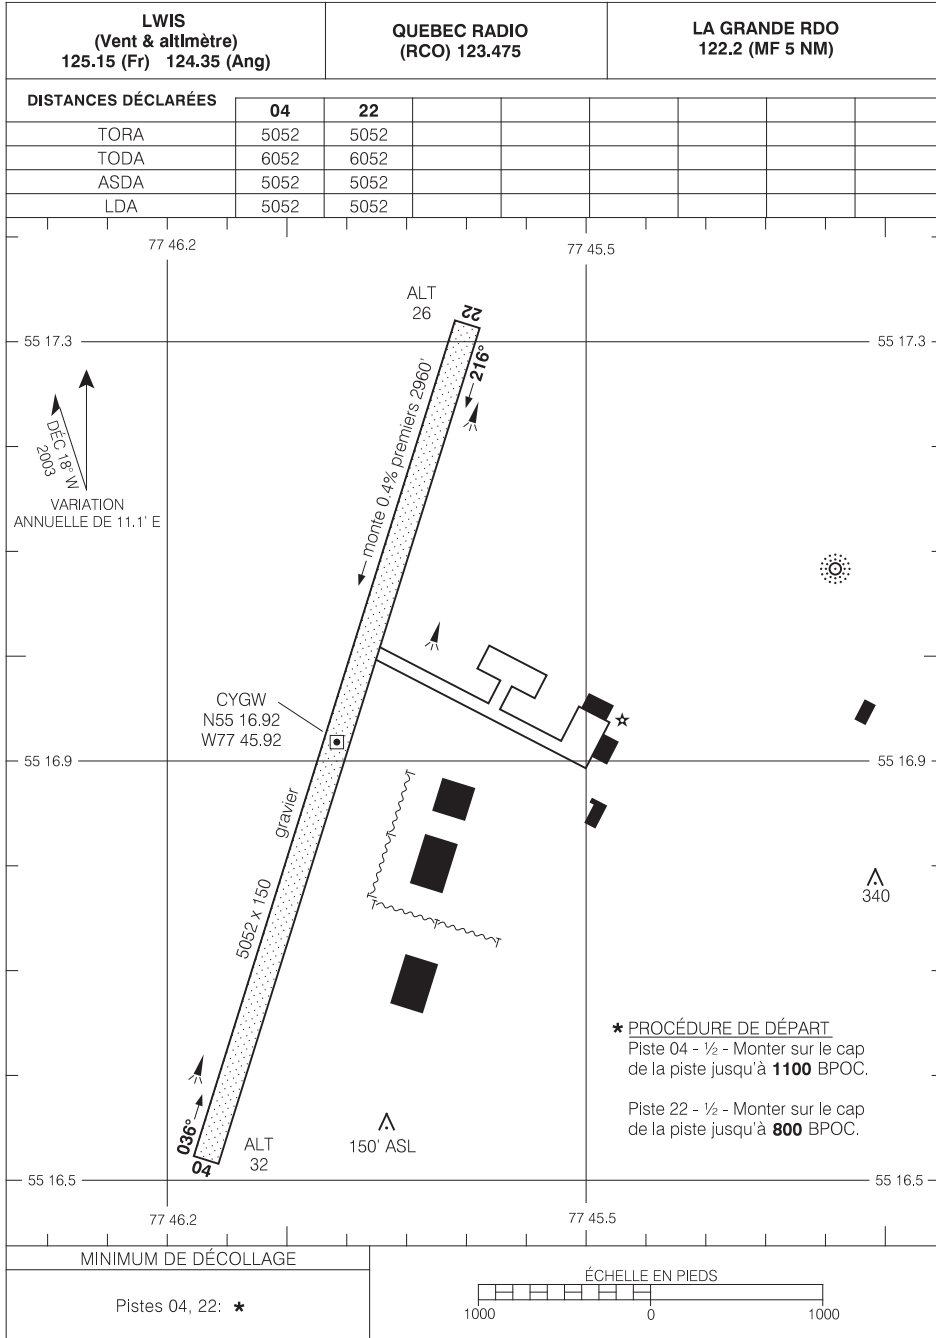 LWIS
(Vent & altimètre)
125.15 (Fr) 124.35 (Ang)
QUEBEC RADIO
(RCO) 123.475
LA GRANDE RDO
122.2 (MF 5 NM)
DISTANCES DÉCLARÉES
04 22
TORA 5052 5052
TODA 6052 6052
ASDA 5052 5052
LDA 5052 5052
77 46.2
77 45.5
ALT
26
22
55 17.3
55 17.3
216°
monte 0.4% premiers 2960'
DÉC 18° W
2003
VARIATION
ANNUELLE DE 11.1' E
CYGW
N55 16.92
W77 45.92
55 16.9
55 16.9
gravier
5052 x 150
340
* PROCÉDURE DE DÉPART
Piste 04 - ½ - Monter sur le cap
de la piste jusqu'à 1100 BPOC.
Piste 22 - ½ - Monter sur le cap
de la piste jusqu'à 800 BPOC.
036°
04
ALT
32
150' ASL
55 16.5
55 16.5
77 46.2
77 45.5
MINIMUM DE DÉCOLLAGE
Pistes 04, 22: *
ÉCHELLE EN PIEDS
1000 0 1000